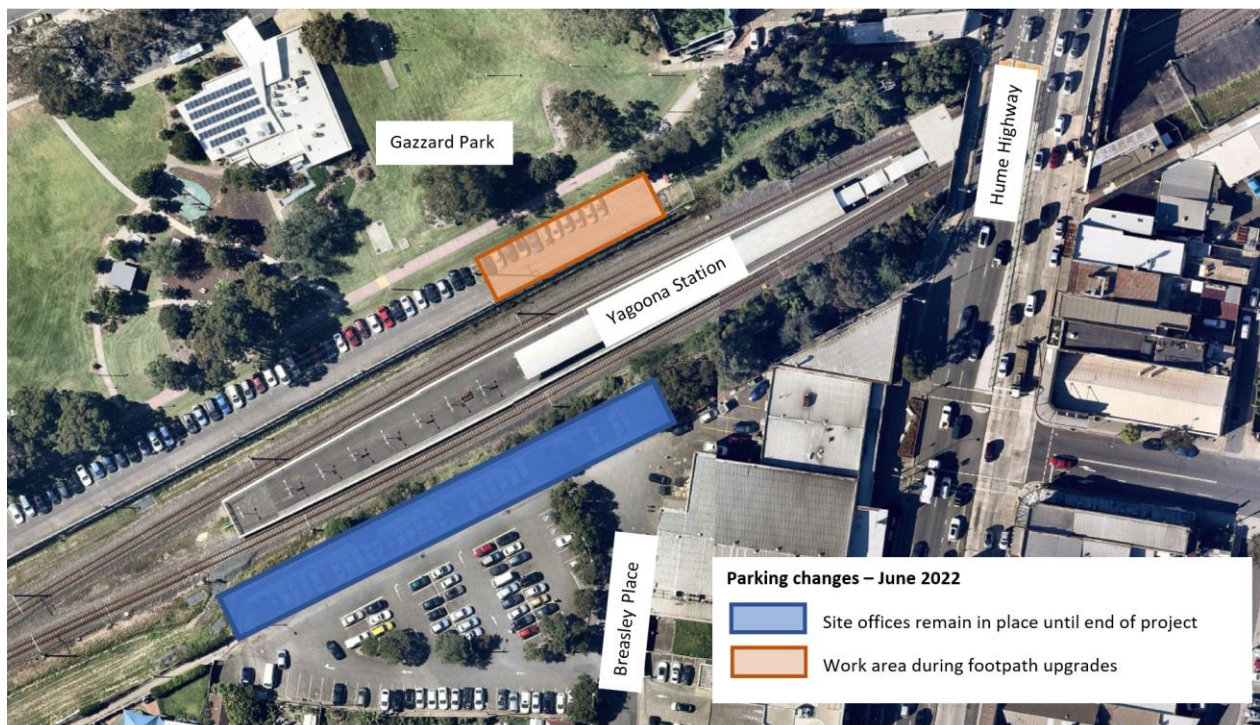 Gazzard Park
Hume Highway
Yagoona Station
Breasley Place
Parking changes – June 2022
Site offices remain in place until end of project
Work area during footpath upgrades